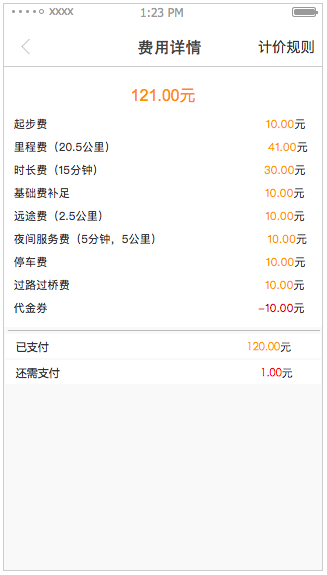 xxxx 1:23 PM
费用详情 计价规则
121.00元
起步费 10.00元
里程费（20.5公里） 41.00元
时长费（15分钟） 30.00元
基础费补足 10.00元
远途费（2.5公里） 10.00元
夜间服务费（5分钟，5公里） 10.00元
停车费 10.00元
过路过桥费 10.00元
代金券 -10.00元
已支付 120.00元
还需支付 1.00元